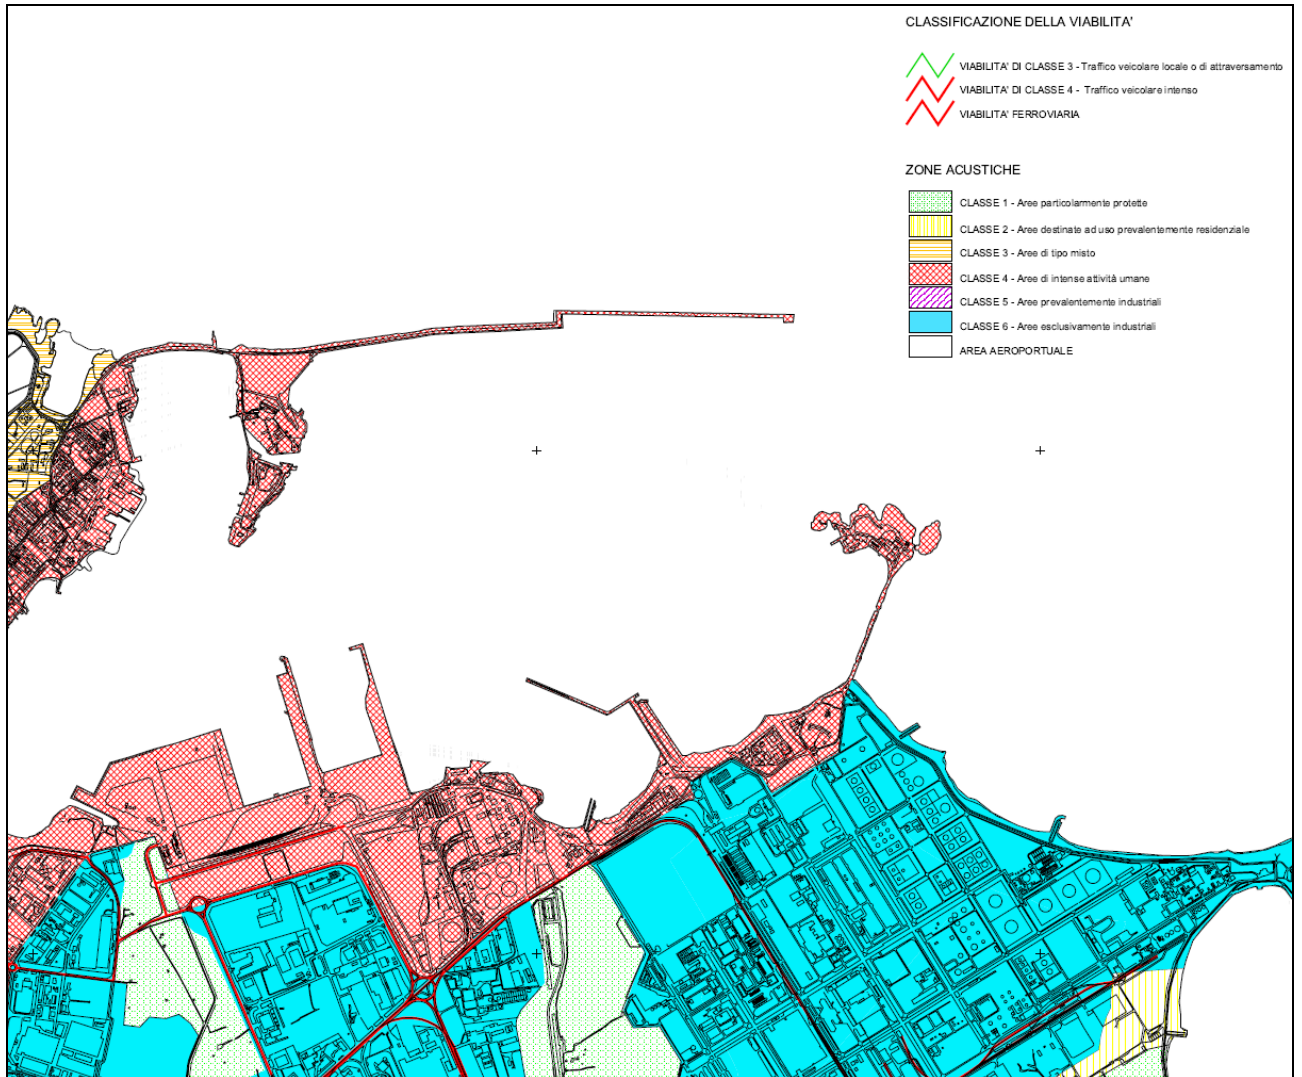 CLASSIFICAZIONE DELLA VIABILITA'
VIABILITA' DI CLASSE 3 - Traffico veicolare locale o di attraversamento
VIABILITA' DI CLASSE 4 - Traffico veicolare intenso
VIABILITA' FERROVIARIA
ZONE ACUSTICHE
CLASSE 1 - Aree particolarmente protette
CLASSE 2 - Aree destinate ad uso prevalentemente residenziale
CLASSE 3 - Aree di tipo misto
CLASSE 4 - Aree di intense attività umane
CLASSE 5 - Aree prevalentemente industriali
CLASSE 6 - Aree esclusivamente industriali
AREA AEROPORTUALE